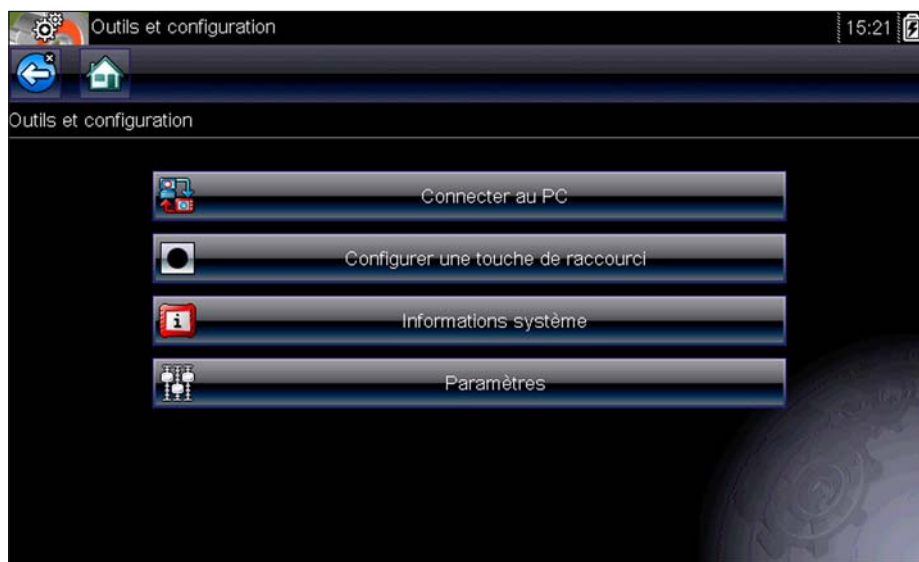 Outils et configuration
15:21
Outils et configuration
Connecter au PC
Configurer une touche de raccourci
Informations système
Paramètres